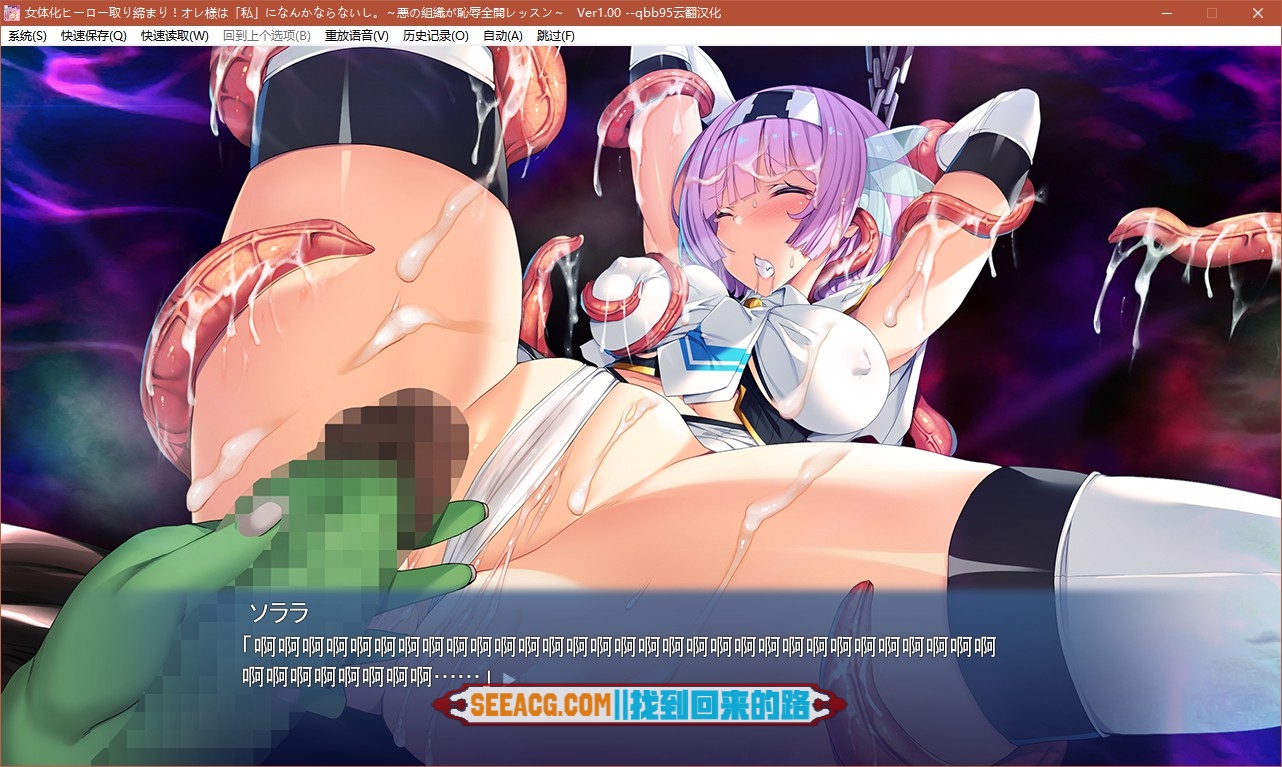 女体化ヒーロー取り締まり！オレ様は「私」になんかならないし。～悪の組織が恥辱全開レッスン～　Ver1.00 --qbb95云翻汉化
系统(S) 快速保存(Q) 快速读取(W) 回到上个选项(B) 重放语音(V) 历史记录(O) 自动(A) 跳过(F)
ソララ
「啊啊啊啊啊啊啊啊啊啊啊啊啊啊啊啊啊啊啊啊啊啊啊啊啊啊啊啊啊啊啊
啊啊啊啊啊啊啊啊……」
SEEACG.COM||找到回来的路